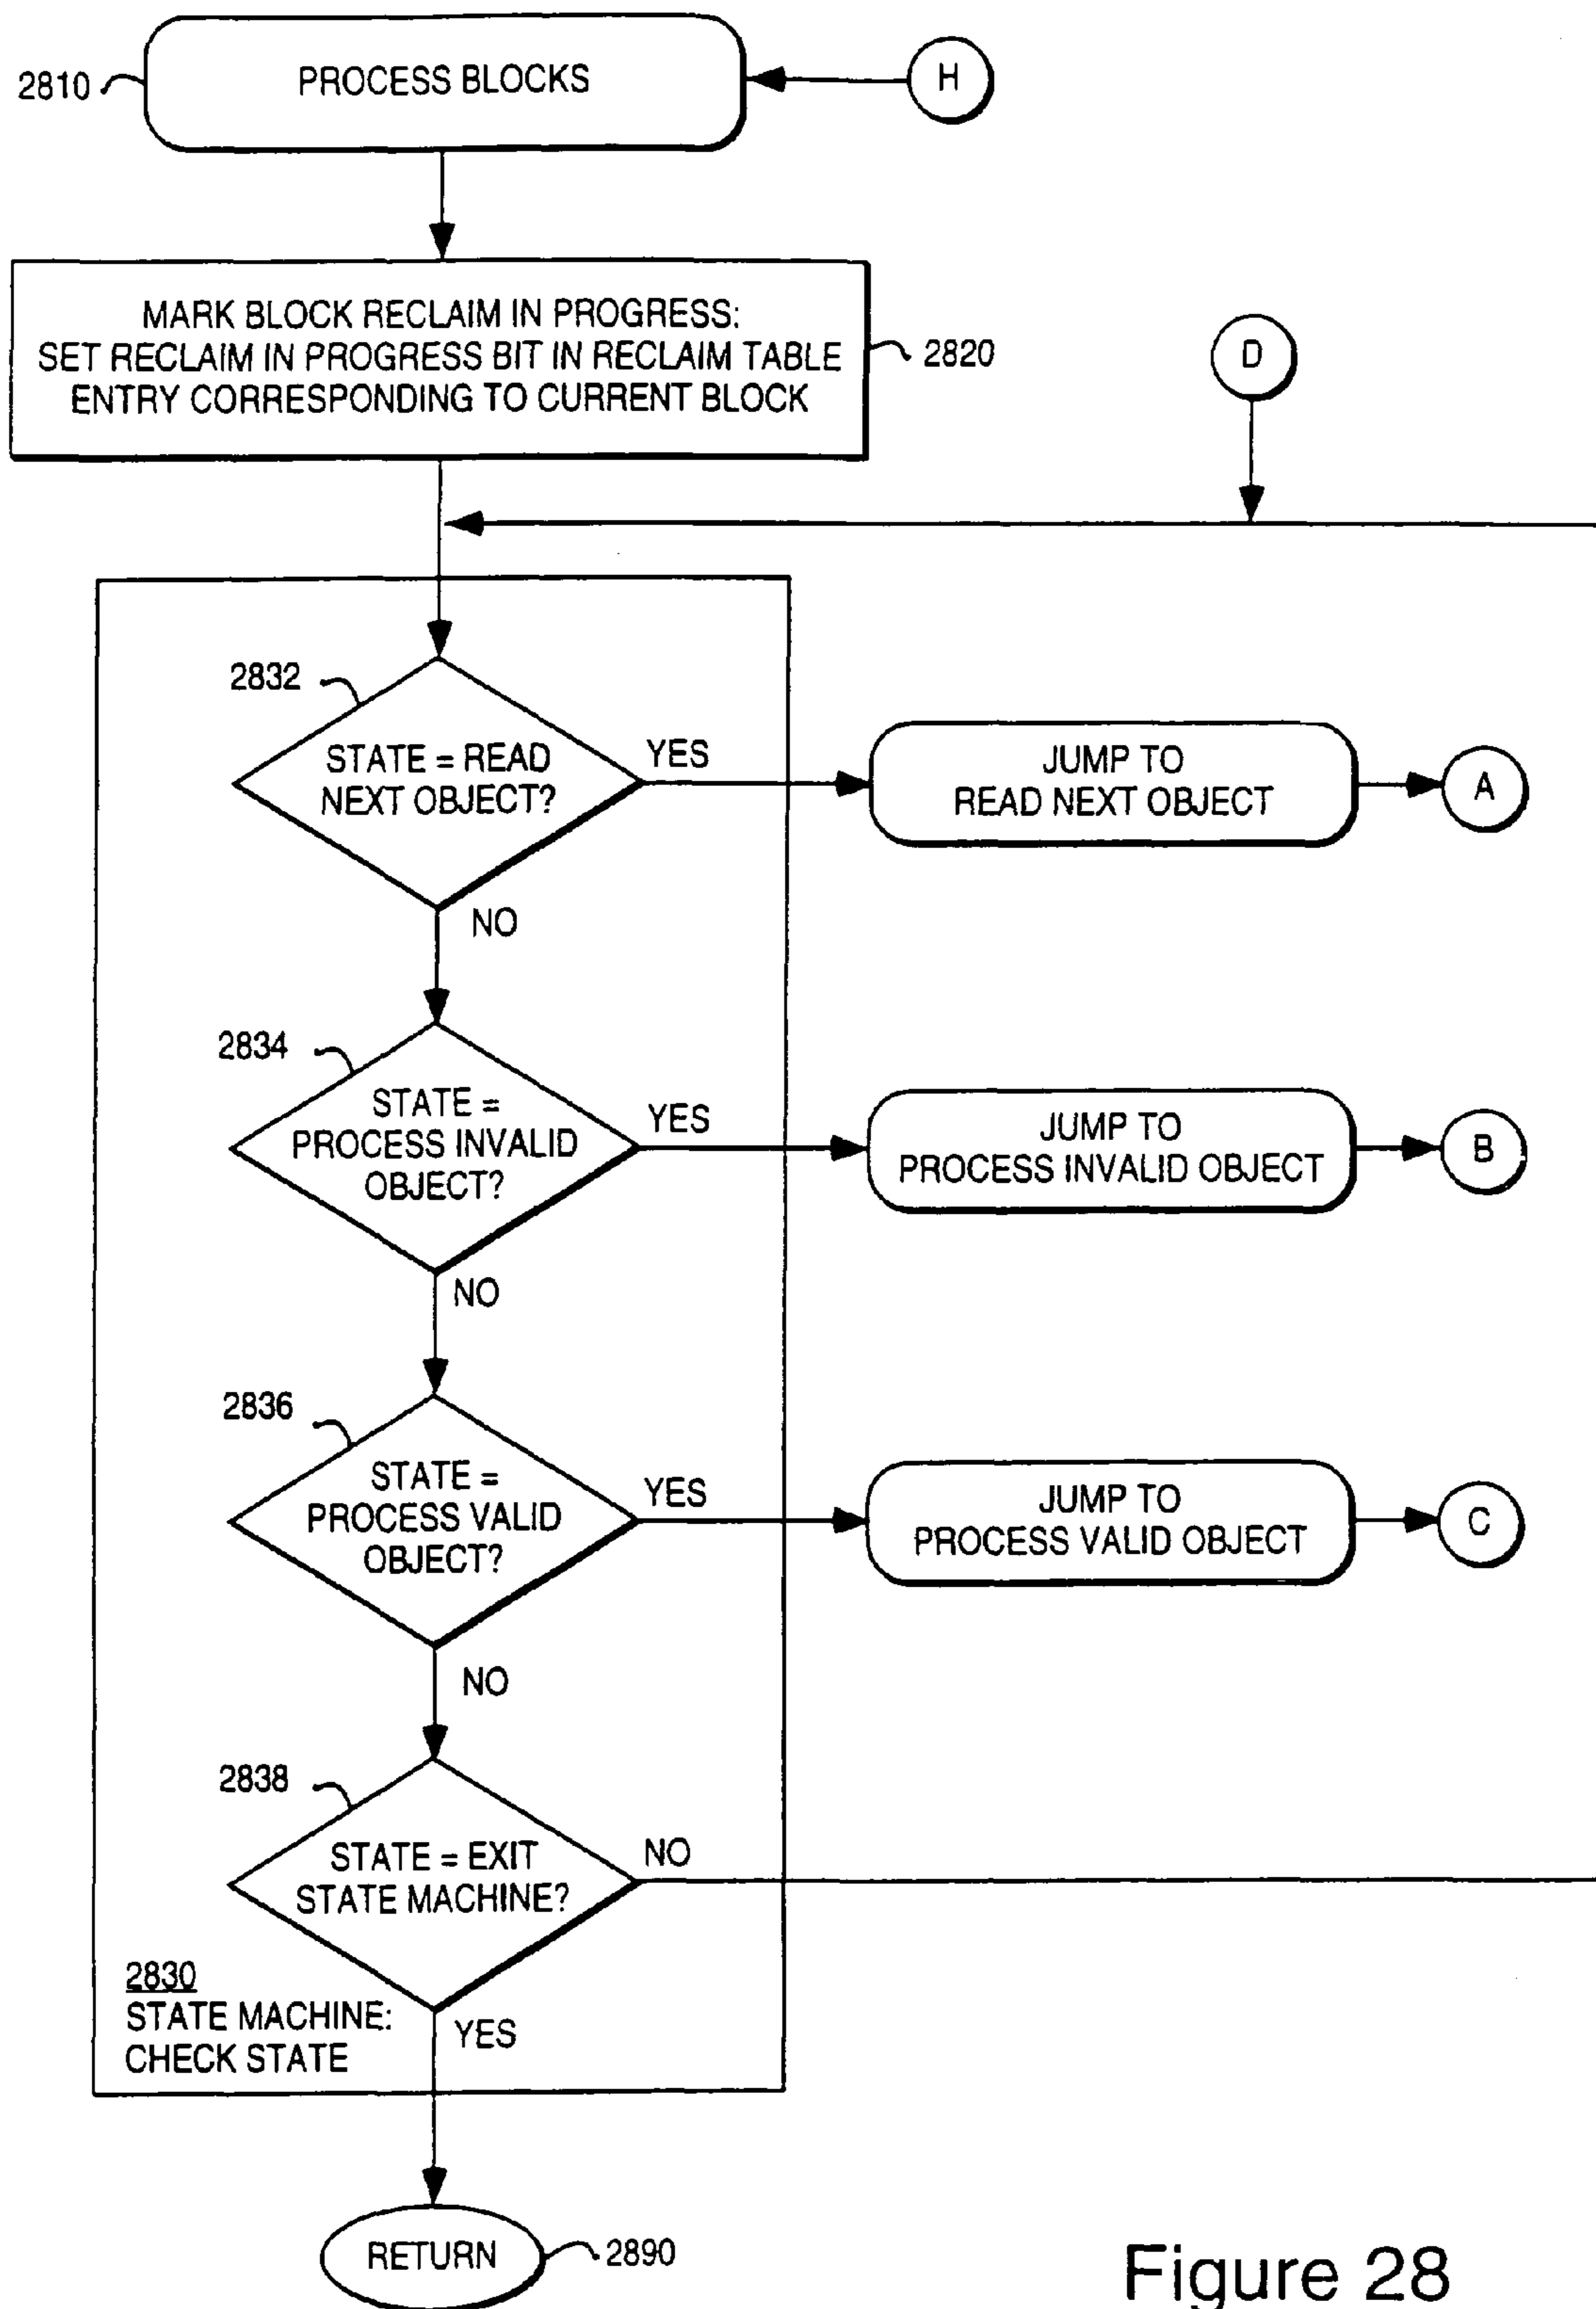 2810
PROCESS BLOCKS
H
MARK BLOCK RECLAIM IN PROGRESS:
SET RECLAIM IN PROGRESS BIT IN RECLAIM TABLE
ENTRY CORRESPONDING TO CURRENT BLOCK
2820
D
2832
STATE = READ
NEXT OBJECT?
YES
JUMP TO
READ NEXT OBJECT
A
NO
2834
STATE =
PROCESS INVALID
OBJECT?
YES
JUMP TO
PROCESS INVALID OBJECT
B
NO
2836
STATE =
PROCESS VALID
OBJECT?
YES
JUMP TO
PROCESS VALID OBJECT
C
NO
2838
STATE = EXIT
STATE MACHINE?
NO
2830
STATE MACHINE:
CHECK STATE
YES
RETURN
2890
Figure 28